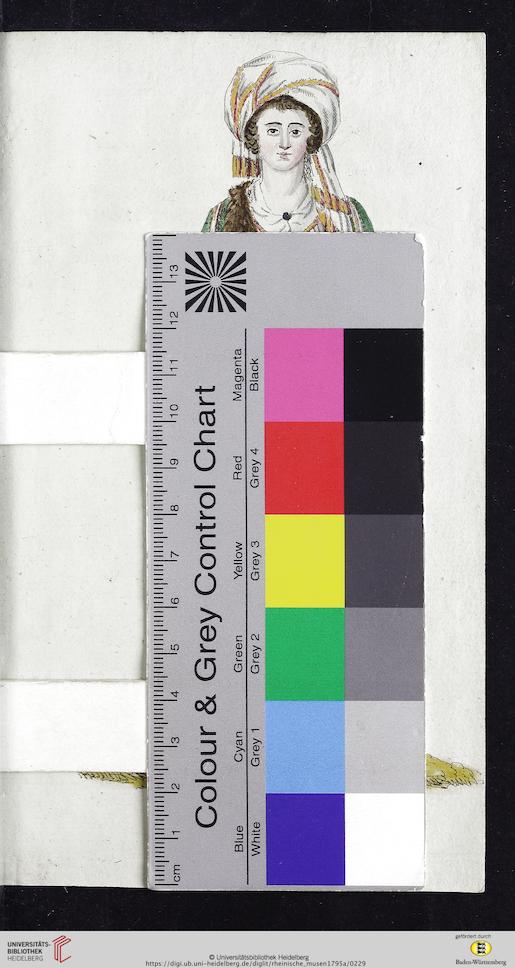 Colour & Grey Control Chart
Blue Cyan Green Yellow Red Magenta
White Grey 1 Grey 2 Grey 3 Grey 4 Black
cm 1 2 3 4 5 6 7 8 9 10 11 12 13
UNIVERSITÄTS-
BIBLIOTHEK
HEIDELBERG
© Universitätsbibliothek Heidelberg
https://digi.ub.uni-heidelberg.de/diglit/rheinische_musen1795a/0229
gefördert durch
Baden-Württemberg